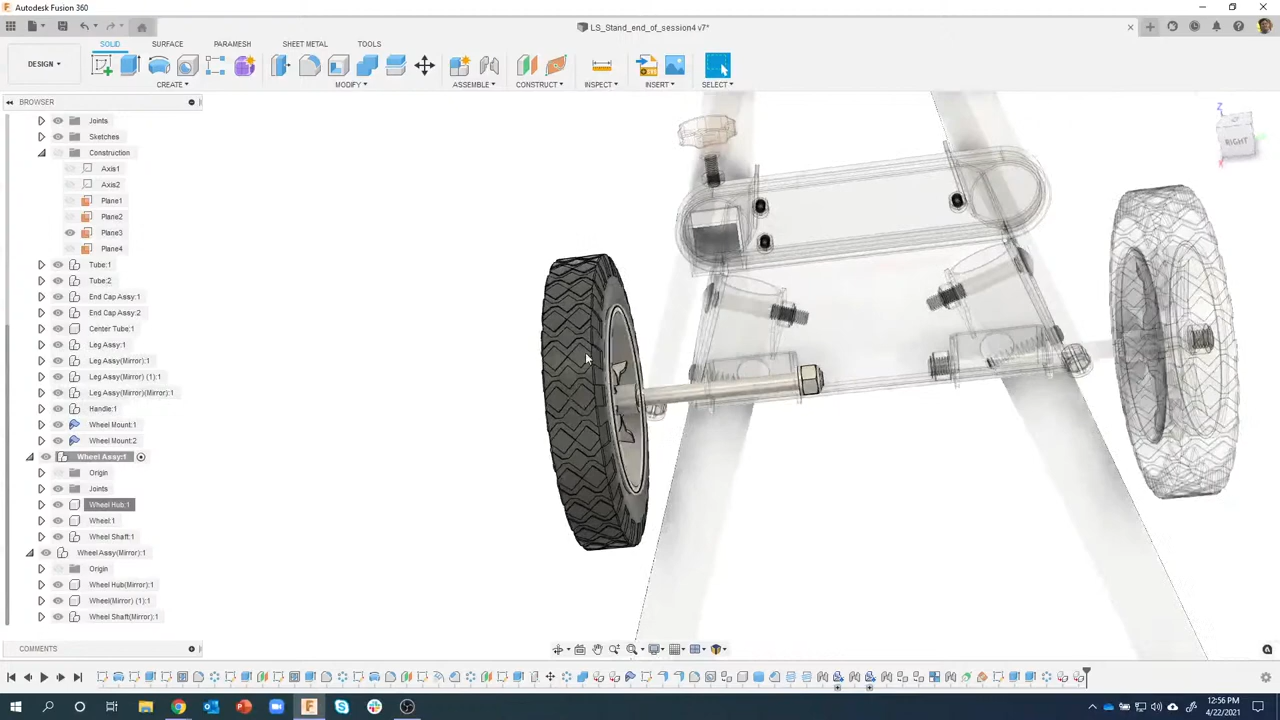 Autodesk Fusion 360
LS_Stand_end_of_session4 v7*
DESIGN
SOLID SURFACE PARAMESH SHEET METAL TOOLS
CREATE MODIFY ASSEMBLE CONSTRUCT INSPECT INSERT SELECT
BROWSER
Joints
Sketches
Construction
Axis1
Axis2
Plane1
Plane2
Plane3
Plane4
Tube:1
Tube:2
End Cap Assy:1
End Cap Assy:2
Center Tube:1
Leg Assy:1
Leg Assy(Mirror):1
Leg Assy(Mirror) (1):1
Leg Assy(Mirror)(Mirror):1
Handle:1
Wheel Mount:1
Wheel Mount:2
Wheel Assy:1
Origin
Joints
Wheel Hub:1
Wheel:1
Wheel Shaft:1
Wheel Assy(Mirror):1
Origin
Wheel Hub(Mirror):1
Wheel(Mirror) (1):1
Wheel Shaft(Mirror):1
COMMENTS
Z
RIGHT
X
12:56 PM
4/22/2021